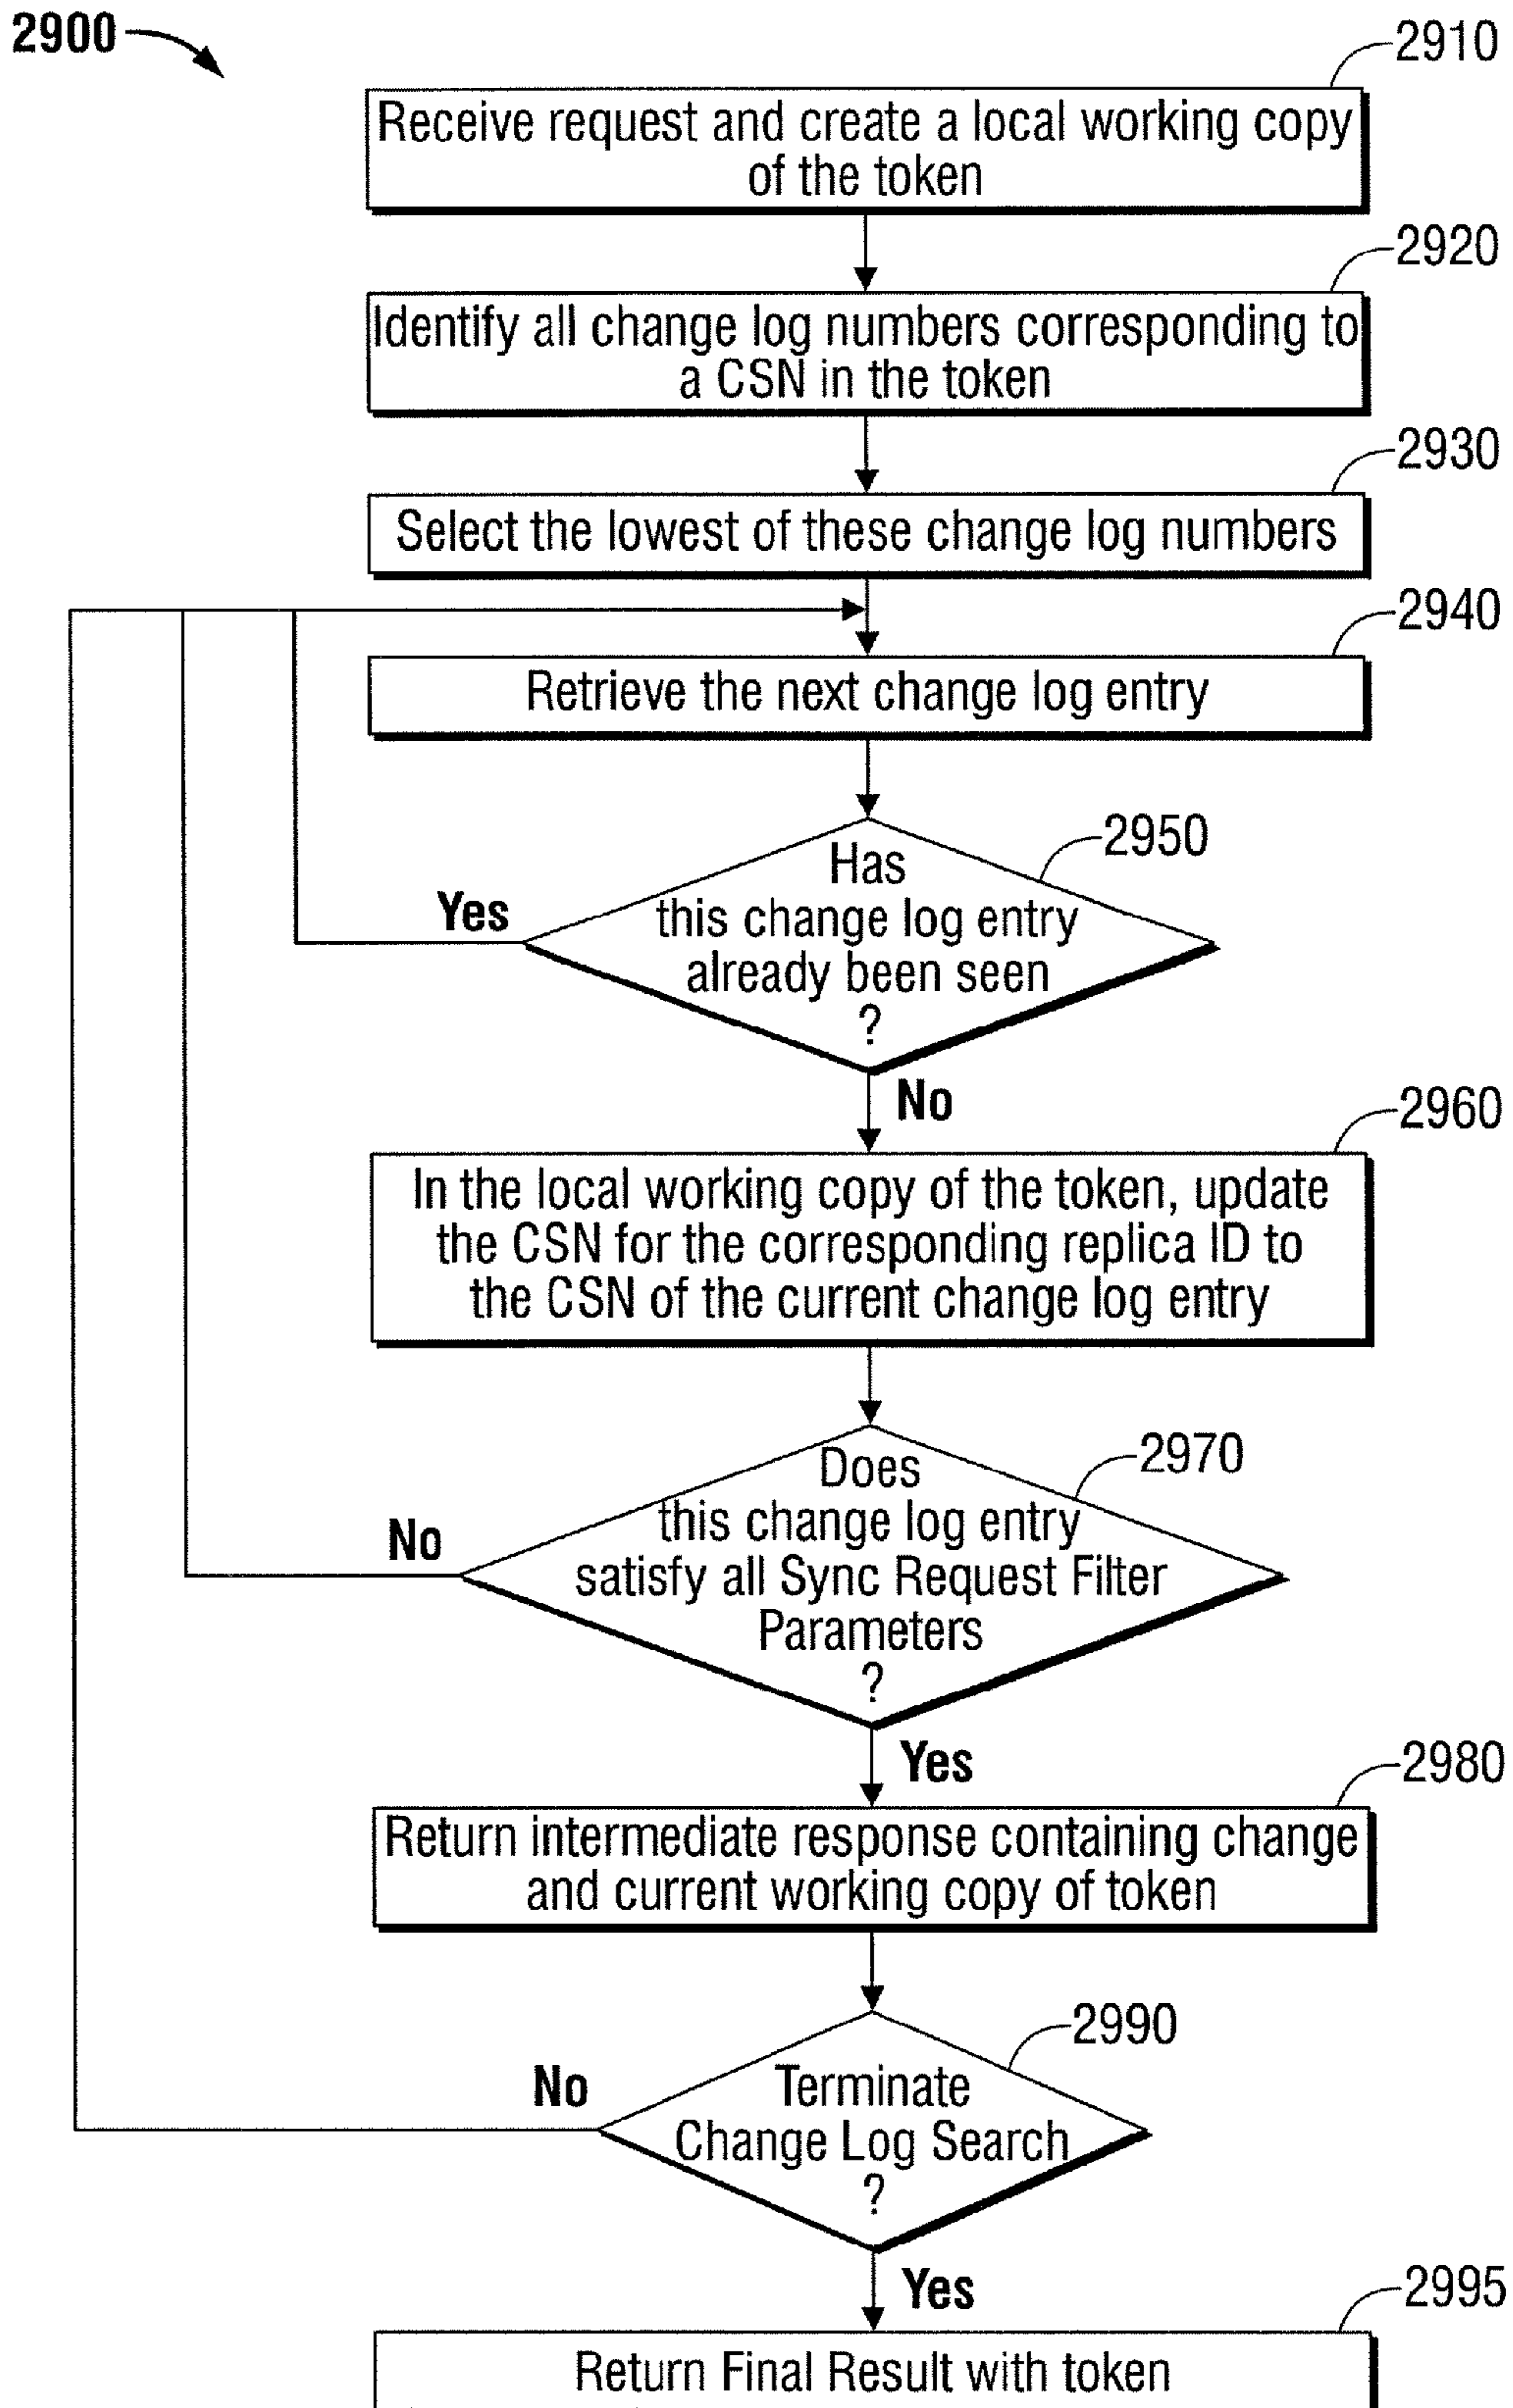 2900
2910
Receive request and create a local working copy
of the token
2920
Identify all change log numbers corresponding to
a CSN in the token
2930
Select the lowest of these change log numbers
2940
Retrieve the next change log entry
2950
Has
this change log entry
already been seen
?
Yes
No
2960
In the local working copy of the token, update
the CSN for the corresponding replica ID to
the CSN of the current change log entry
2970
Does
this change log entry
satisfy all Sync Request Filter
Parameters
?
No
Yes
2980
Return intermediate response containing change
and current working copy of token
2990
Terminate
Change Log Search
?
No
Yes
2995
Return Final Result with token